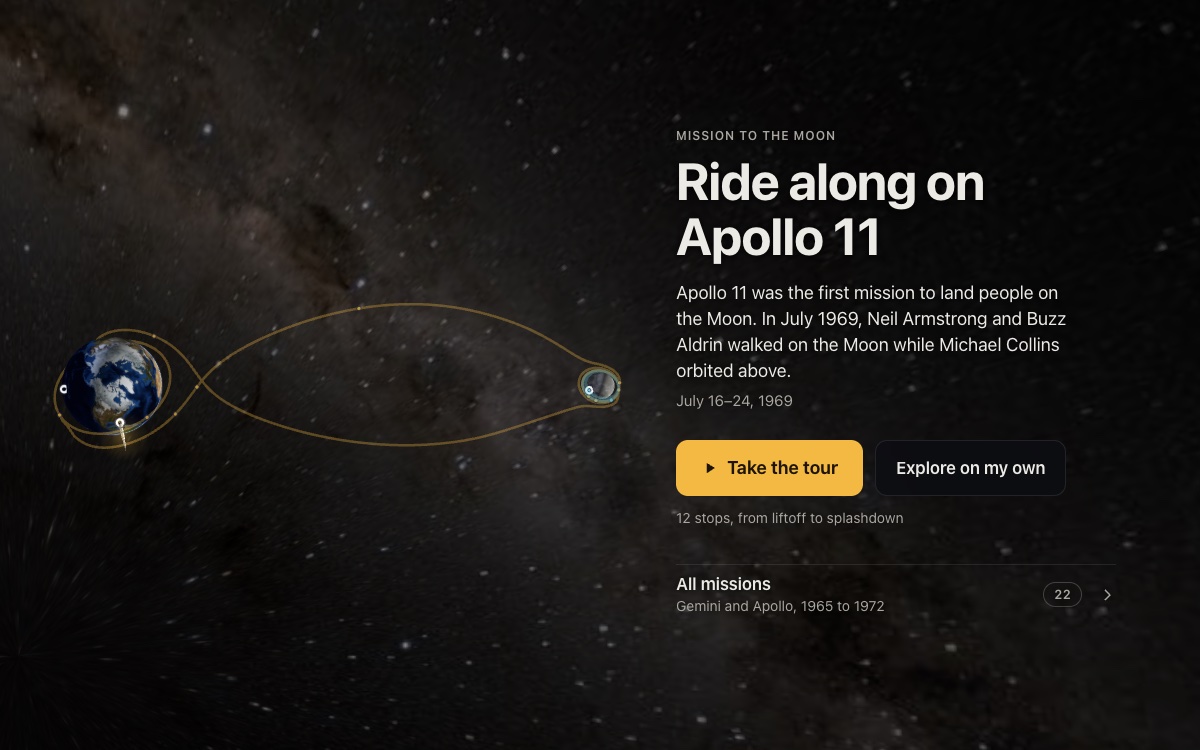 MISSION TO THE MOON
Ride along on
Apollo 11
Apollo 11 was the first mission to land people on
the Moon. In July 1969, Neil Armstrong and Buzz
Aldrin walked on the Moon while Michael Collins
orbited above.
July 16–24, 1969
Take the tour
Explore on my own
12 stops, from liftoff to splashdown
All missions
22
Gemini and Apollo, 1965 to 1972